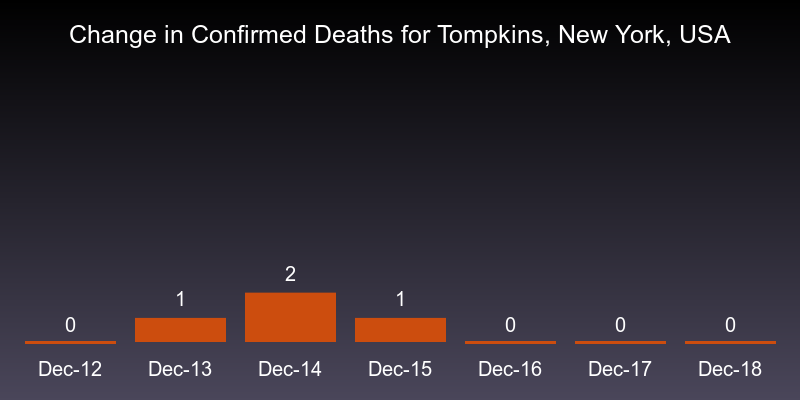 Change in Confirmed Deaths for Tompkins, New York, USA
0 1 2 1 0 0 0
Dec-12 Dec-13 Dec-14 Dec-15 Dec-16 Dec-17 Dec-18